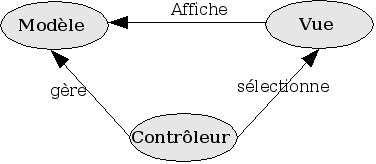 Affiche
Modèle
Vue
gère
sélectionne
Contrôleur